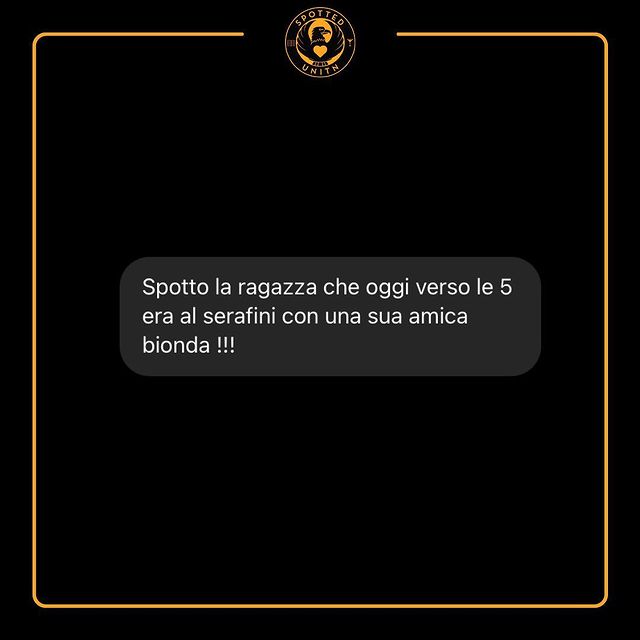 SPOTTED
UNITN
Spotto la ragazza che oggi verso le 5
era al serafini con una sua amica
bionda !!!